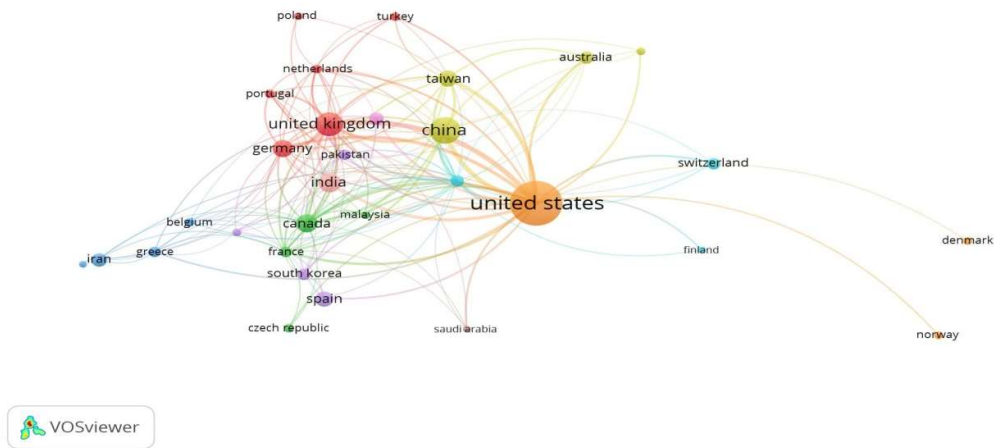 poland
turkey
netherlands
australia
taiwan
portugal
united kingdom
china
germany
pakistan
switzerland
india
united states
malaysia
belgium
canada
denmark
france
greece
finland
iran
south korea
spain
czech republic
saudi arabia
norway
VOSviewer